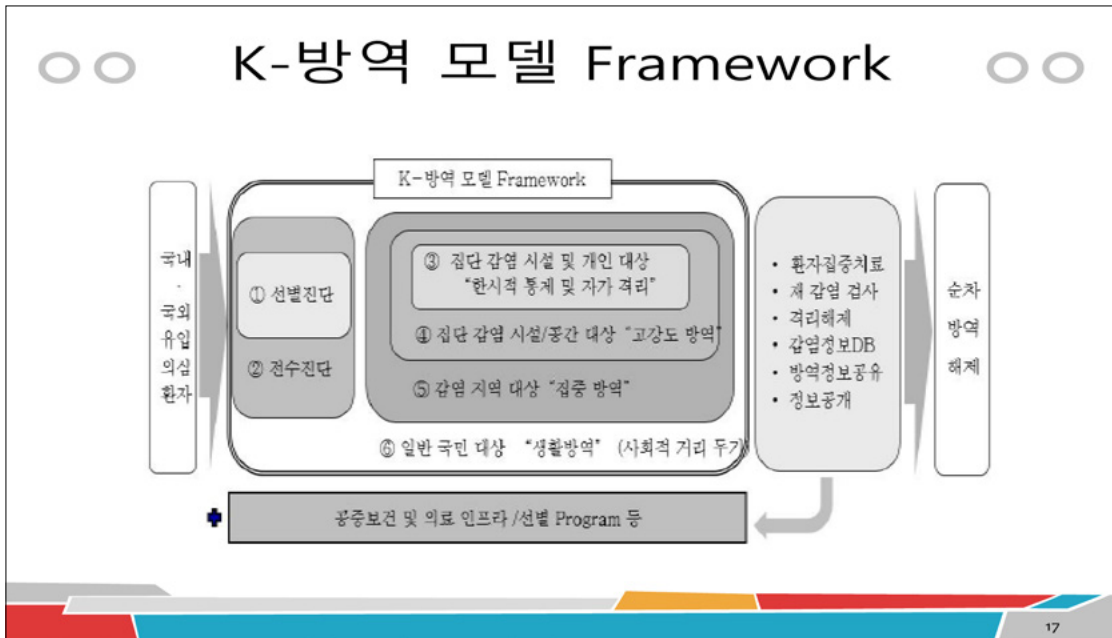 K-방역 모델 Framework
K-방역 모델 Framework
국내
·
국외
유입
의심
환자
① 선별진단
② 전수진단
③ 집단 감염 시설 및 개인 대상
“한시적 통제 및 자가 격리”
④ 집단 감염 시설/공간 대상 “고강도 방역”
⑤ 감염 지역 대상 “집중 방역”
⑥ 일반 국민 대상 “생활방역” (사회적 거리 두기
• 환자집중치료
• 재 감염 검사
• 격리해제
• 감염정보DB
• 방역정보공유
• 정보공개
순차
방역
해제
공중보건 및 의료 인프라 /선별 Program 등
17